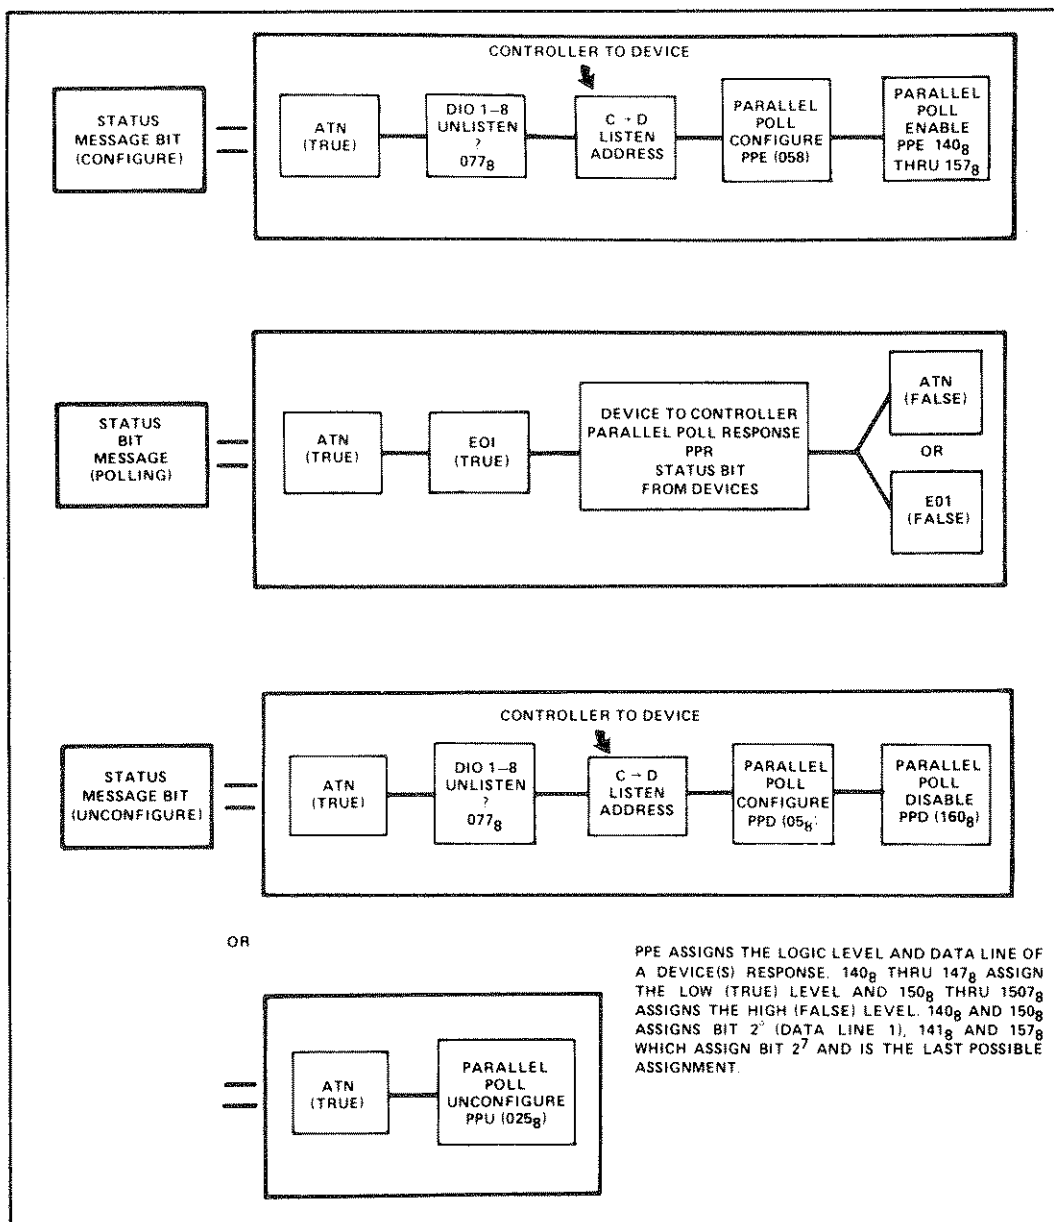 CONTROLLER TO DEVICE
STATUS
MESSAGE BIT
(CONFIGURE)
ATN
(TRUE)
DIO 1–8
UNLISTEN
?
077₈
C → D
LISTEN
ADDRESS
PARALLEL
POLL
CONFIGURE
PPE (058)
PARALLEL
POLL
ENABLE
PPE 140₈
THRU 157₈
STATUS
BIT
MESSAGE
(POLLING)
ATN
(TRUE)
EOI
(TRUE)
DEVICE TO CONTROLLER
PARALLEL POLL RESPONSE
PPR
STATUS BIT
FROM DEVICES
ATN
(FALSE)
OR
E01
(FALSE)
CONTROLLER TO DEVICE
STATUS
MESSAGE BIT
(UNCONFIGURE)
ATN
(TRUE)
DIO 1–8
UNLISTEN
?
077₈
C → D
LISTEN
ADDRESS
PARALLEL
POLL
CONFIGURE
PPD (05₈)
PARALLEL
POLL
DISABLE
PPD (160₈)
OR
ATN
(TRUE)
PARALLEL
POLL
UNCONFIGURE
PPU (025₈)
PPE ASSIGNS THE LOGIC LEVEL AND DATA LINE OF
A DEVICE(S) RESPONSE. 140₈ THRU 147₈ ASSIGN
THE LOW (TRUE) LEVEL AND 150₈ THRU 1507₈
ASSIGNS THE HIGH (FALSE) LEVEL. 140₈ AND 150₈
ASSIGNS BIT 2⁰ (DATA LINE 1), 141₈ AND 157₈
WHICH ASSIGN BIT 2⁷ AND IS THE LAST POSSIBLE
ASSIGNMENT.